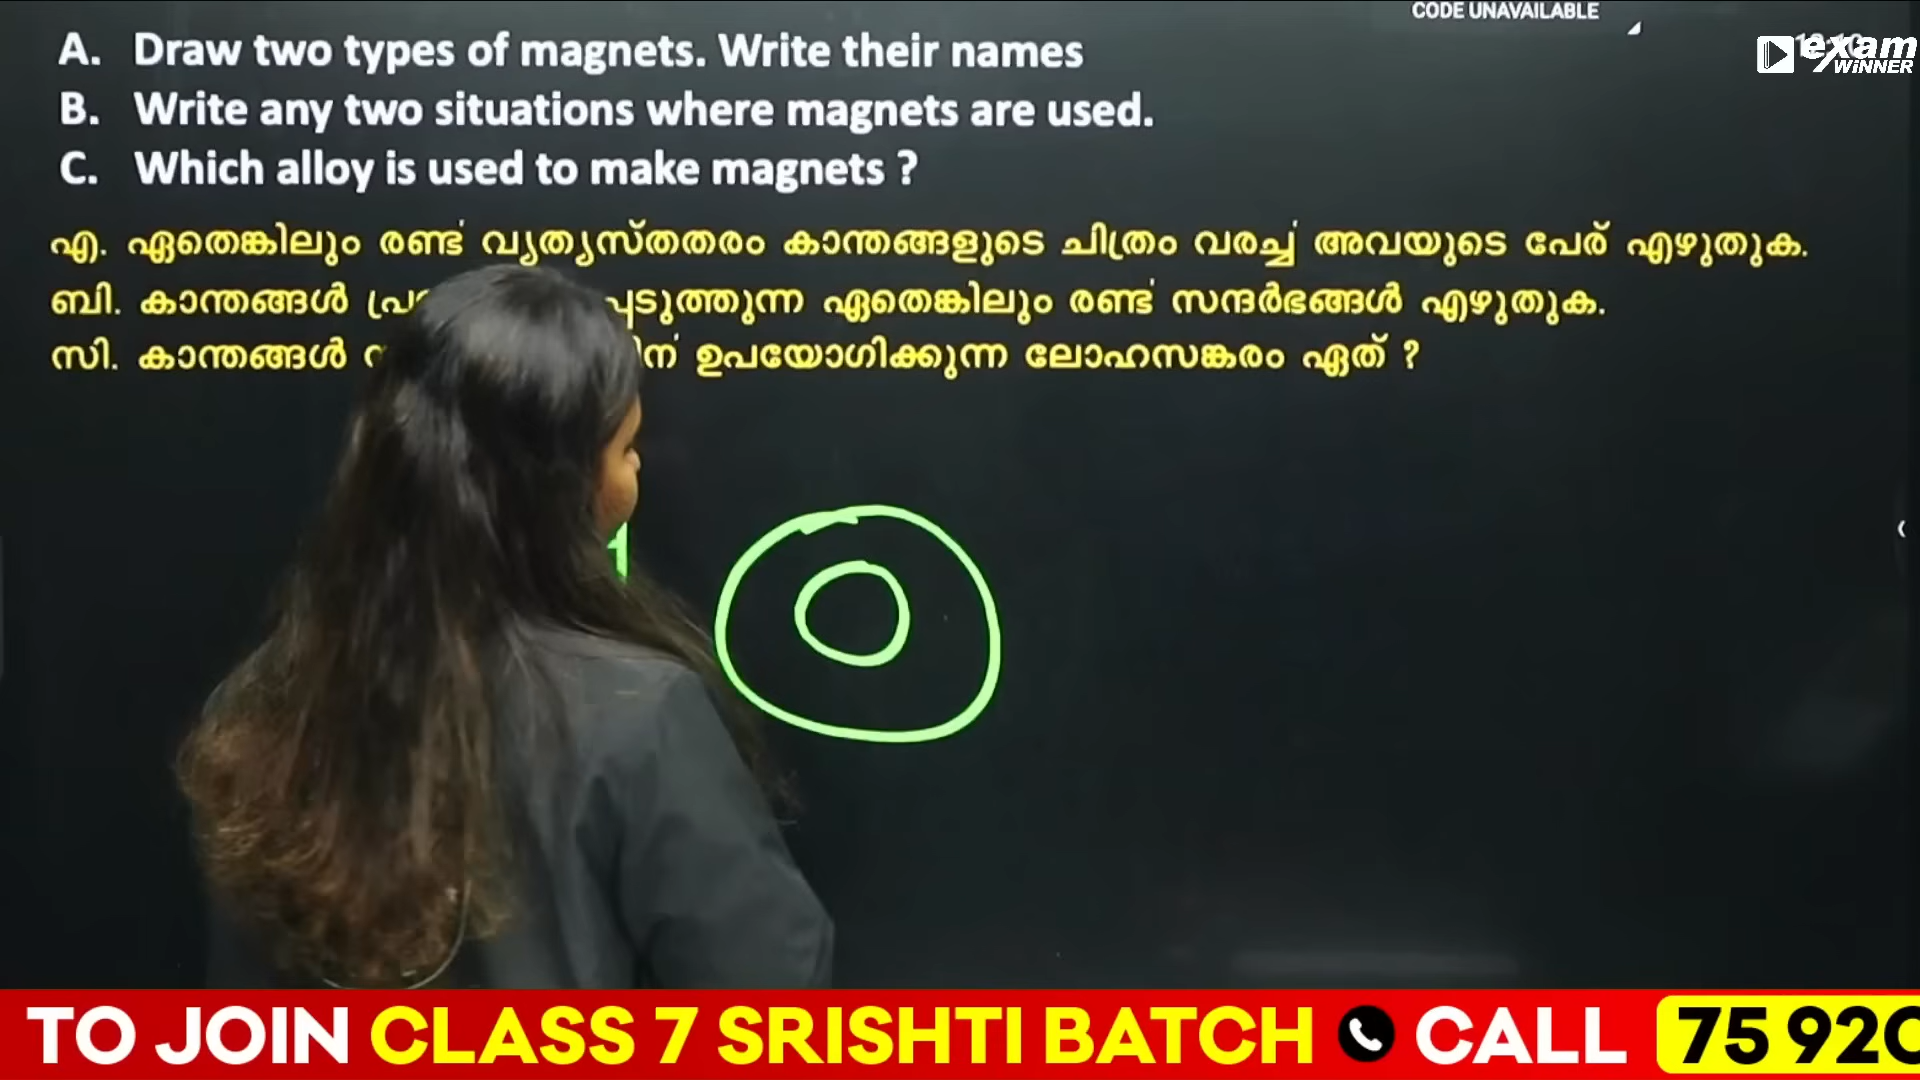 CODE UNAVAILABLE
exam
WINNER
A. Draw two types of magnets. Write their names
B. Write any two situations where magnets are used.
C. Which alloy is used to make magnets ?
എ. ഏതെങ്കിലും രണ്ട് വ്യത്യസ്തതരം കാന്തങ്ങളുടെ ചിത്രം വരച്ച് അവയുടെ പേര് എഴുതുക.
ബി. കാന്തങ്ങൾ ഏതെങ്കിലും രണ്ട് സന്ദർഭങ്ങൾ എഴുതുക.
സി. കാന്തങ്ങൾ ഉപയോഗിക്കുന്ന ലോഹസങ്കരം ഏത് ?
TO JOIN CLASS 7 SRISHTI BATCH CALL 75 920